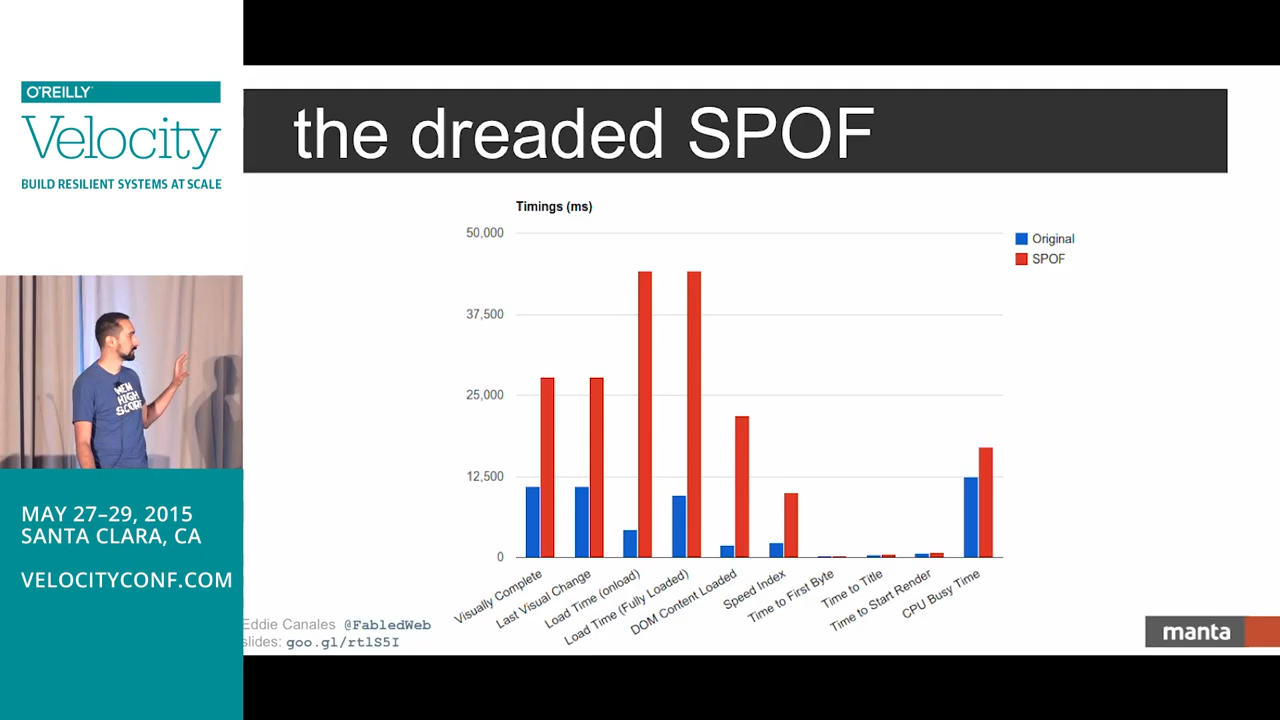 O'REILLY
Velocity
BUILD RESILIENT SYSTEMS AT SCALE
the dreaded SPOF
Timings (ms)
50,000
37,500
25,000
12,500
0
Original
SPOF
Visually Complete
Last Visual Change
Load Time (onload)
Load Time (Fully Loaded)
DOM Content Loaded
Speed Index
Time to First Byte
Time to Title
Time to Start Render
CPU Busy Time
NEW
HIGH
SCORE
MAY 27–29, 2015
SANTA CLARA, CA
VELOCITYCONF.COM
Eddie Canales @FabledWeb
slides: goo.gl/rtlS5I
manta